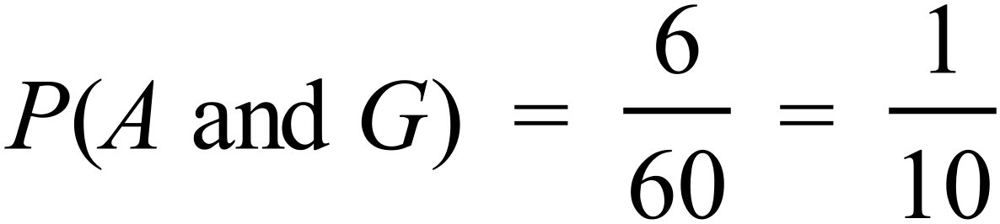 P(A and G) = 6/60 = 1/10